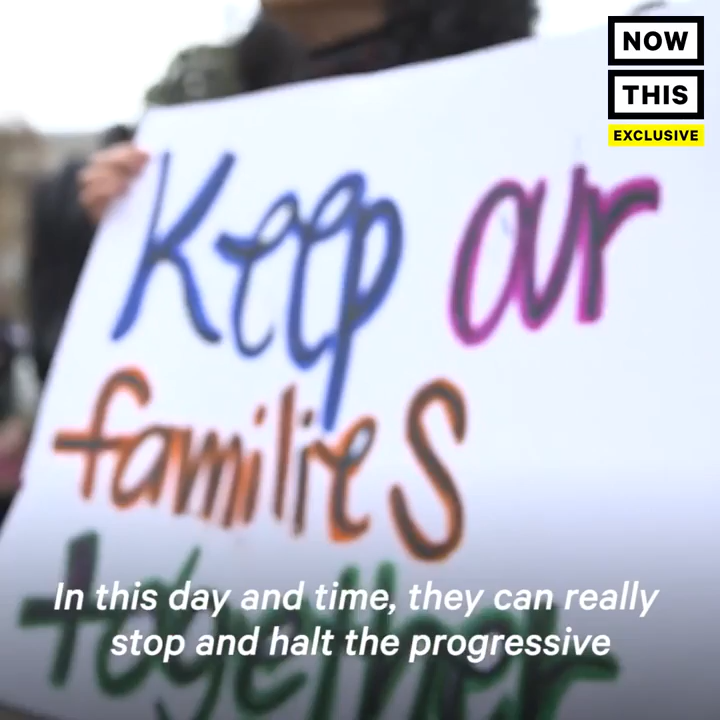 NOW
THIS
EXCLUSIVE
Keep our
families
together
In this day and time, they can really
stop and halt the progressive